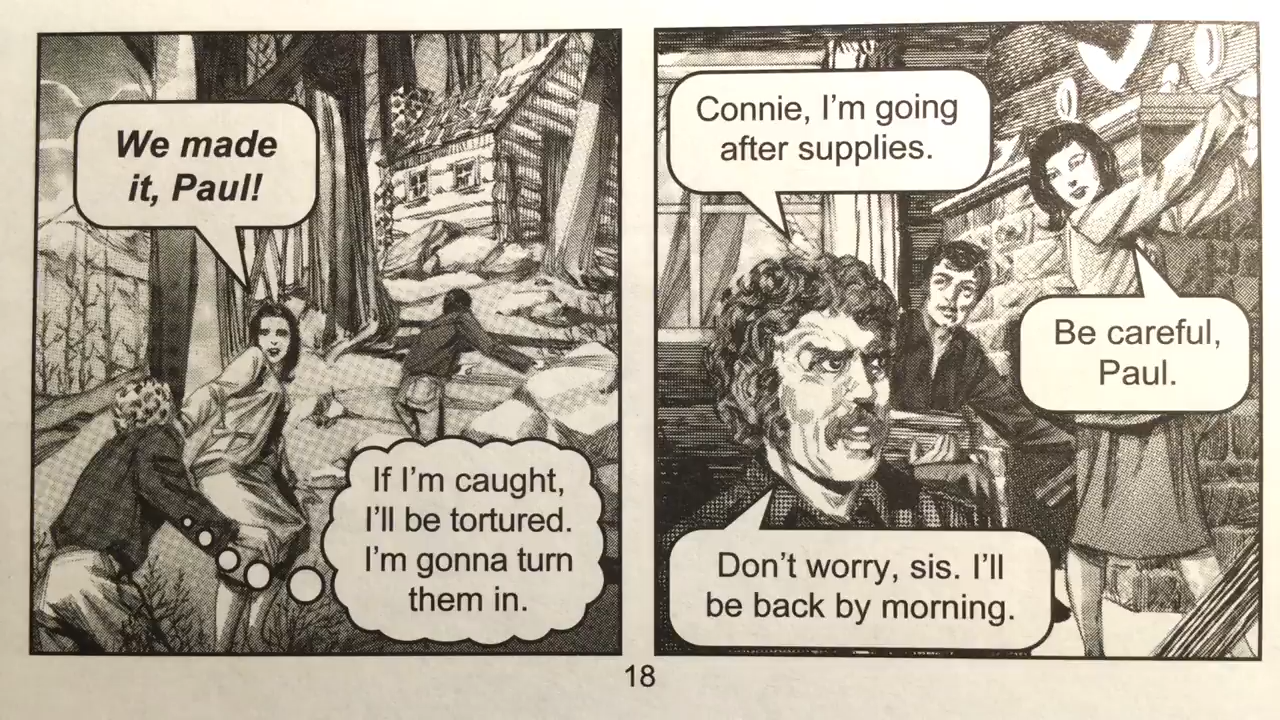 We made
it, Paul!
If I'm caught,
I'll be tortured.
I'm gonna turn
them in.
Connie, I'm going
after supplies.
Be careful,
Paul.
Don't worry, sis. I'll
be back by morning.
18